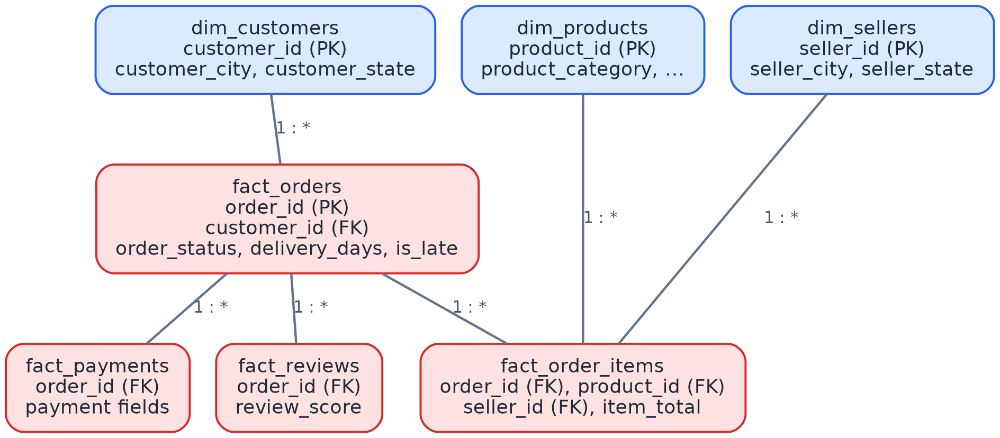 dim_customers
customer_id (PK)
customer_city, customer_state
dim_products
product_id (PK)
product_category, ...
dim_sellers
seller_id (PK)
seller_city, seller_state
1 : *
fact_orders
order_id (PK)
customer_id (FK)
order_status, delivery_days, is_late
1 : *
1 : *
1 : *
1 : *
1 : *
fact_payments
order_id (FK)
payment fields
fact_reviews
order_id (FK)
review_score
fact_order_items
order_id (FK), product_id (FK)
seller_id (FK), item_total